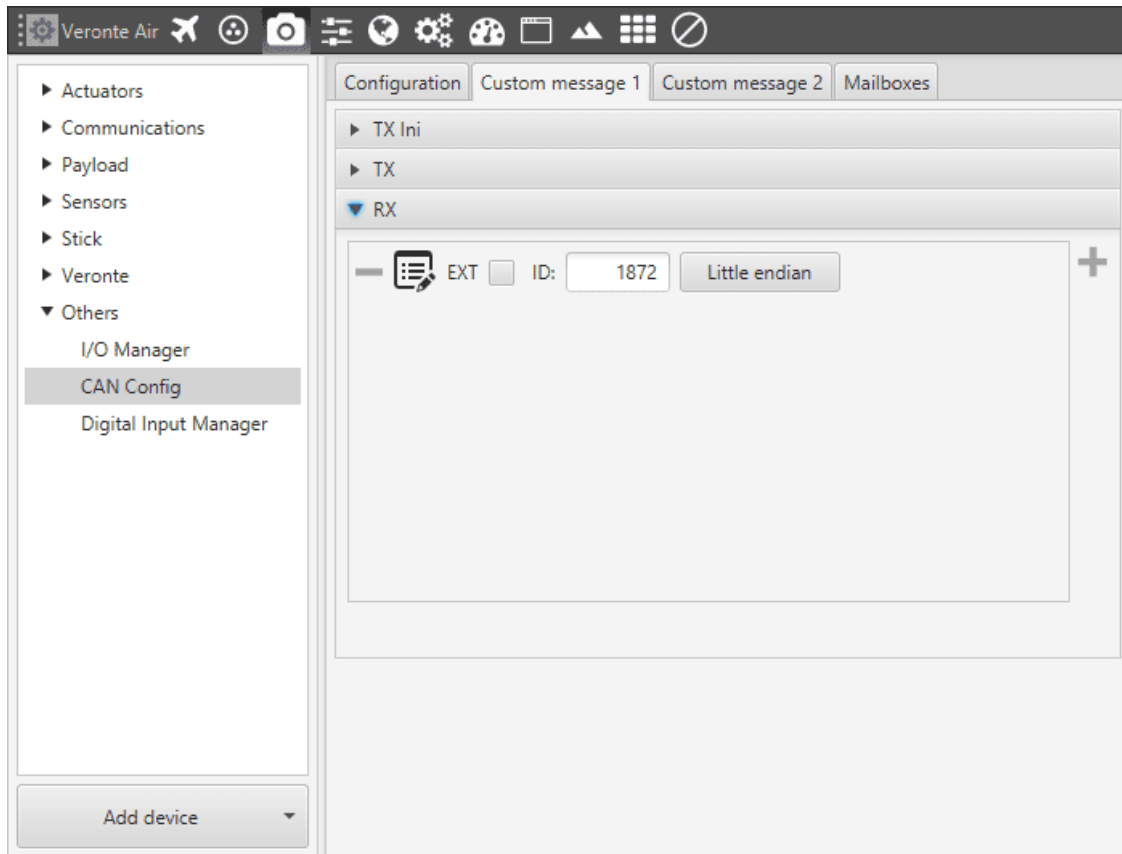 Veronte Air
Actuators
Communications
Payload
Sensors
Stick
Veronte
Others
I/O Manager
CAN Config
Digital Input Manager
Add device
Configuration Custom message 1 Custom message 2 Mailboxes
TX Ini
TX
RX
EXT ID: 1872 Little endian